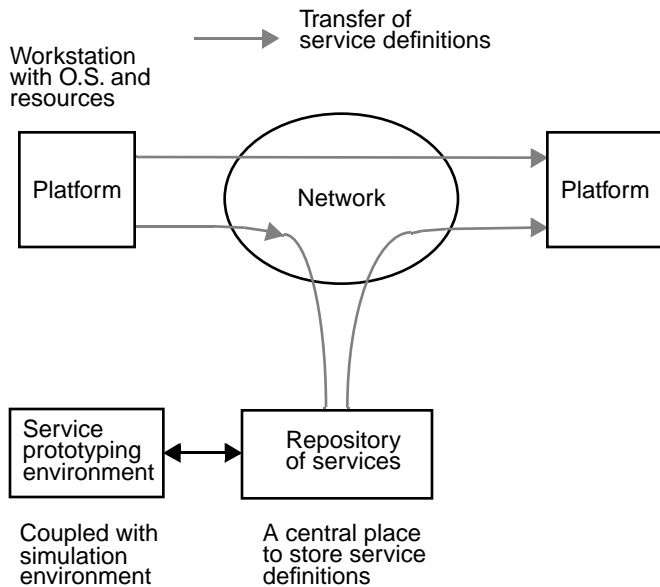 Transfer of
service definitions
Workstation
with O.S. and
resources
Platform
Network
Platform
Service
prototyping
environment
Repository
of services
Coupled with
simulation
environment
A central place
to store service
definitions